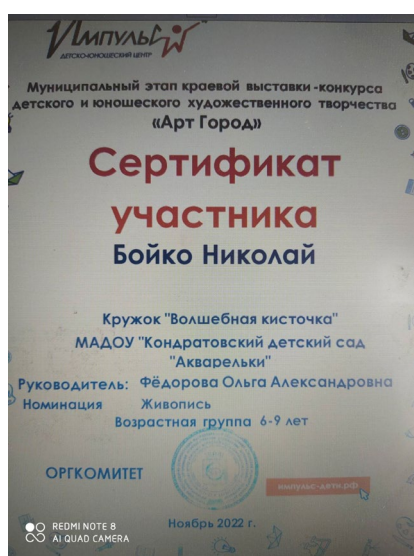 Импульс
ДЕТСКО-ЮНОШЕСКИЙ ЦЕНТР
Муниципальный этап краевой выставки-конкурса
детского и юношеского художественного творчества
«Арт Город»
Сертификат
участника
Бойко Николай
Кружок "Волшебная кисточка"
МАДОУ "Кондратовский детский сад
"Акварельки"
Руководитель: Фёдорова Ольга Александровна
Номинация Живопись
Возрастная группа 6-9 лет
ОРГКОМИТЕТ
импульс-дети.рф
Ноябрь 2022 г.
REDMI NOTE 8
AI QUAD CAMERA